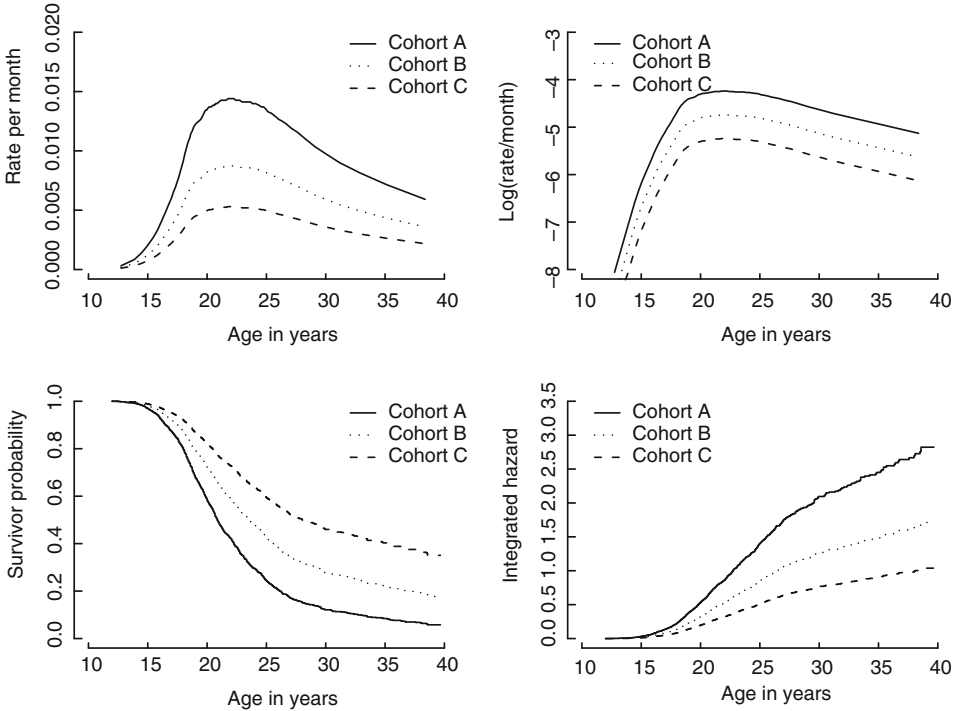 Rate per month
0.000 0.005 0.010 0.015 0.020
Cohort A
Cohort B
Cohort C
10 15 20 25 30 35 40
Age in years
Log(rate/month)
−8 −7 −6 −5 −4 −3
Cohort A
Cohort B
Cohort C
10 15 20 25 30 35 40
Age in years
Survivor probability
0.0 0.2 0.4 0.6 0.8 1.0
Cohort A
Cohort B
Cohort C
10 15 20 25 30 35 40
Age in years
Integrated hazard
0.0 0.5 1.0 1.5 2.0 2.5 3.0 3.5
Cohort A
Cohort B
Cohort C
10 15 20 25 30 35 40
Age in years